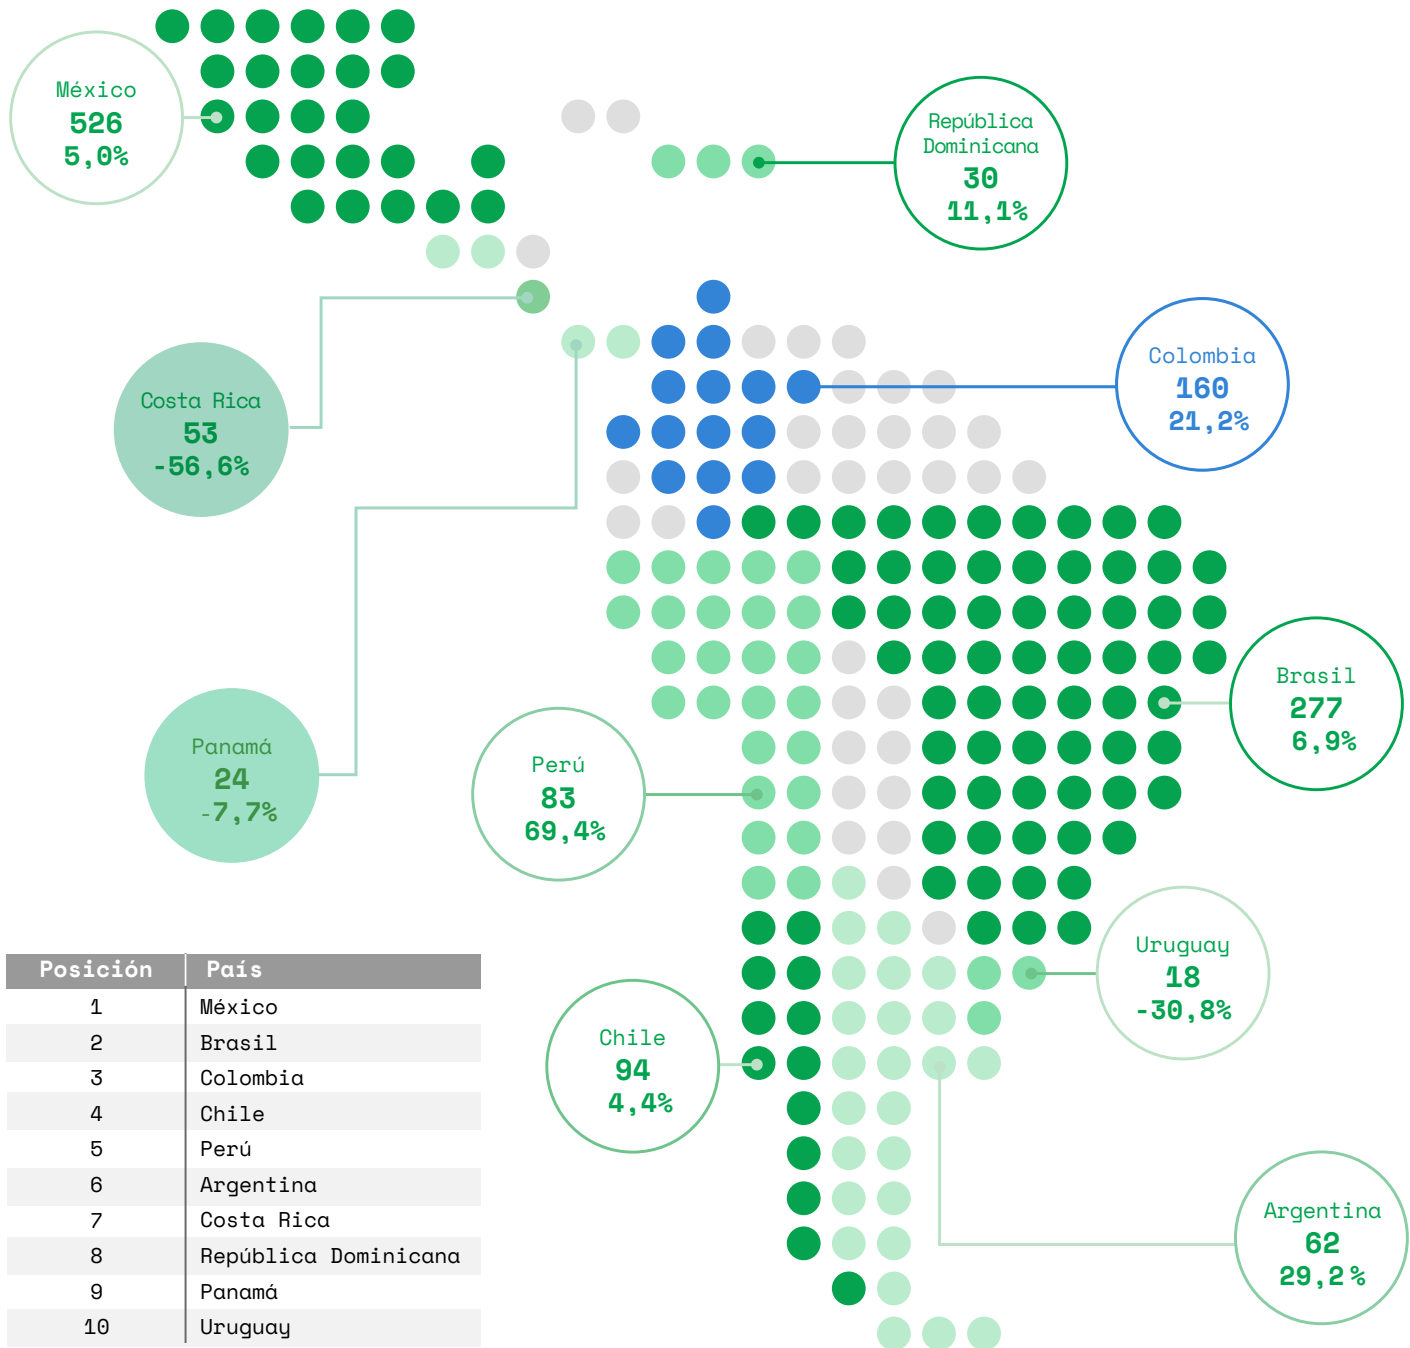 México
526
5,0%
República
Dominicana
30
11,1%
Colombia
160
21,2%
Costa Rica
53
-56,6%
Brasil
277
6,9%
Panamá
24
-7,7%
Perú
83
69,4%
Uruguay
18
-30,8%
Chile
94
4,4%
Argentina
62
29,2%
Posición País
1 México
2 Brasil
3 Colombia
4 Chile
5 Perú
6 Argentina
7 Costa Rica
8 República Dominicana
9 Panamá
10 Uruguay